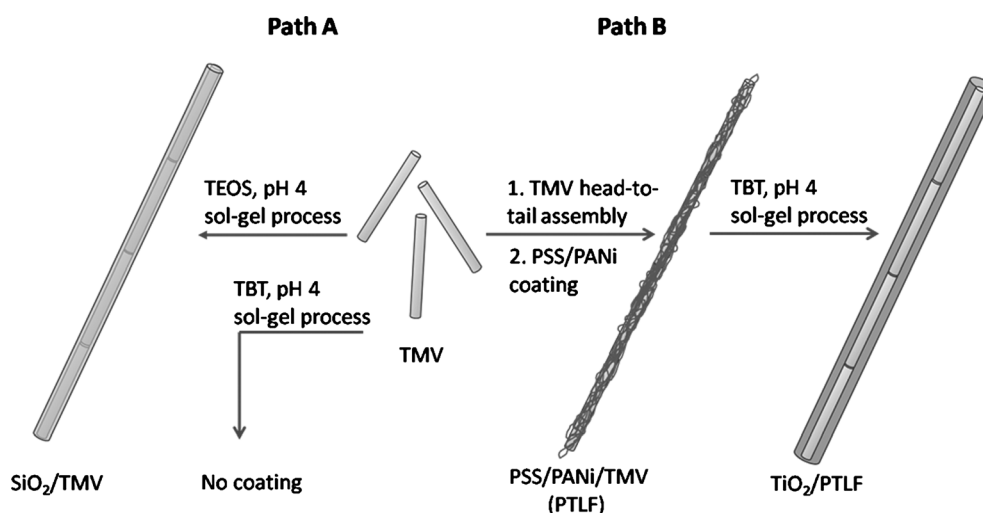 Path A
Path B
TEOS, pH 4
sol-gel process
TBT, pH 4
sol-gel process
TMV
1. TMV head-to-
tail assembly
2. PSS/PANi
coating
TBT, pH 4
sol-gel process
SiO₂/TMV
No coating
PSS/PANi/TMV
(PTLF)
TiO₂/PTLF